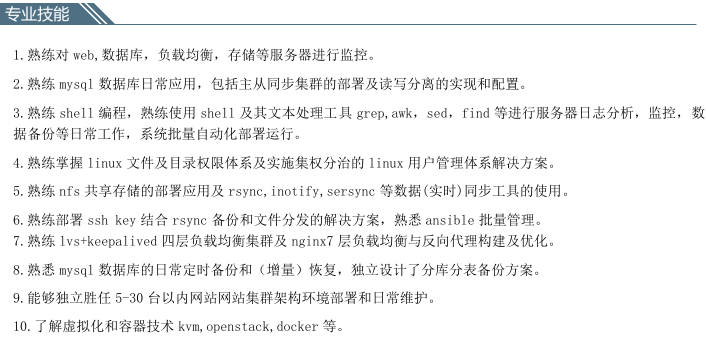 专业技能
1.熟练对 web,数据库，负载均衡，存储等服务器进行监控。
2.熟练 mysql 数据库日常应用，包括主从同步集群的部署及读写分离的实现和配置。
3.熟练 shell 编程，熟练使用 shell 及其文本处理工具 grep,awk，sed，find 等进行服务器日志分析，监控，数
据备份等日常工作，系统批量自动化部署运行。
4.熟练掌握 linux 文件及目录权限体系及实施集权分治的 linux 用户管理体系解决方案。
5.熟练 nfs 共享存储的部署应用及 rsync,inotify,sersync 等数据(实时)同步工具的使用。
6.熟练部署 ssh key 结合 rsync 备份和文件分发的解决方案，熟悉 ansible 批量管理。
7.熟练 lvs+keepalived 四层负载均衡集群及 nginx7 层负载均衡与反向代理构建及优化。
8.熟悉 mysql 数据库的日常定时备份和（增量）恢复，独立设计了分库分表备份方案。
9.能够独立胜任 5-30 台以内网站网站集群架构环境部署和日常维护。
10.了解虚拟化和容器技术 kvm,openstack,docker 等。